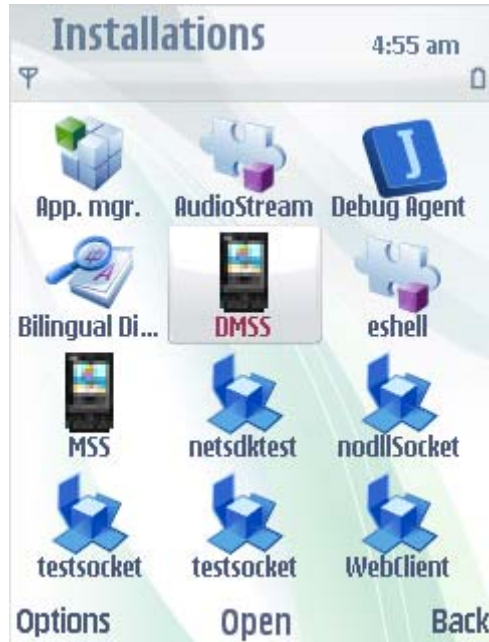 Installations
4:55 am
App. mgr. AudioStream Debug Agent
Bilingual Di... DMSS eshell
MSS netsdktest nodllSocket
testsocket testsocket WebClient
Options Open Back